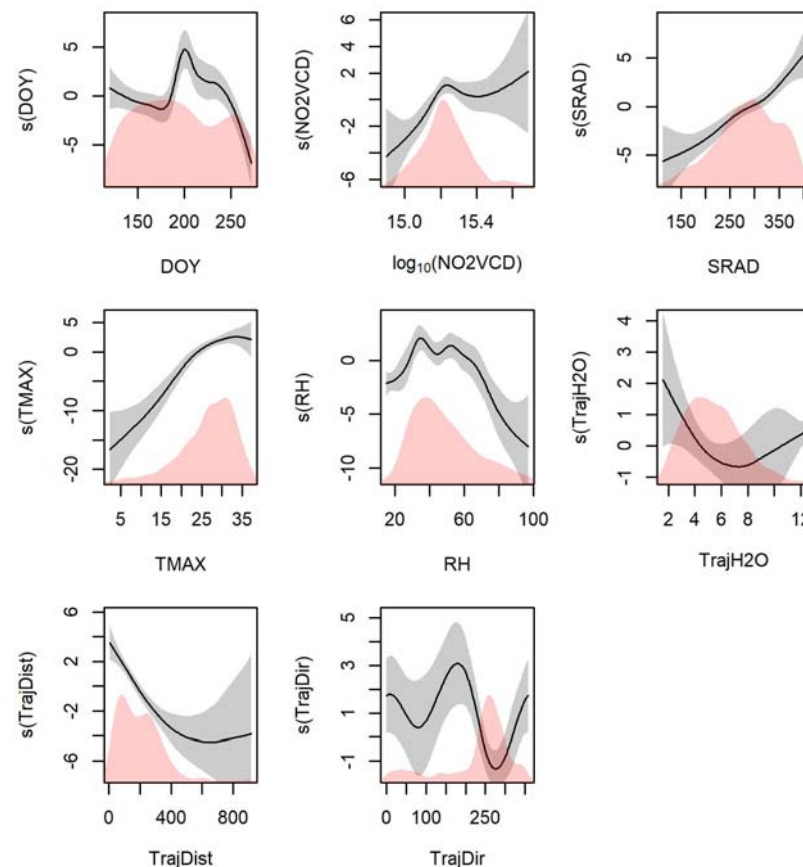 s(DOY)
5
0
-5
150 200 250
DOY
s(NO2VCD)
6
4
2
-2
-6
15.0 15.4
log₁₀(NO2VCD)
s(SRAD)
5
0
-5
150 250 350
SRAD
s(TMAX)
5
0
-10
-20
5 15 25 35
TMAX
s(RH)
0
-5
-10
20 60 100
RH
s(TrajH2O)
4
3
2
1
0
-1
2 4 6 8 12
TrajH2O
s(TrajDist)
6
2
-2
-6
0 400 800
TrajDist
s(TrajDir)
5
3
1
-1
0 100 250
TrajDir